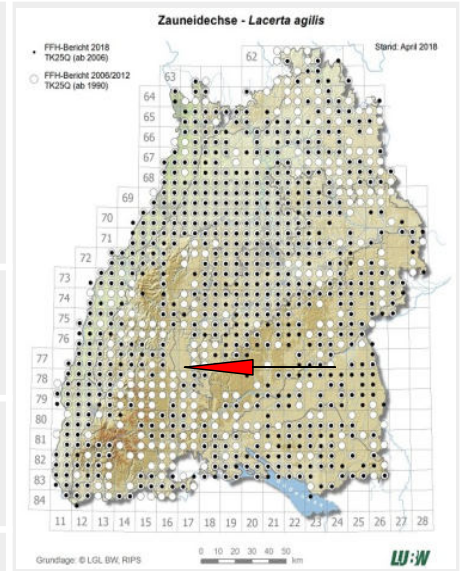 Zauneidechse - Lacerta agilis
FFH-Bericht 2018
TK25Q (ab 2006)
FFH-Bericht 2006/2012
TK25Q (ab 1990)
Stand: April 2018
62
63
64
65
66
67
68
69
70
71
72
73
74
75
76
77
78
79
80
81
82
83
84
11 12 13 14 15 16 17 18 19 20 21 22 23 24 25 26 27 28
Grundlage: © LGL BW, RIPS
0 10 20 30 40 50
km
LU:W